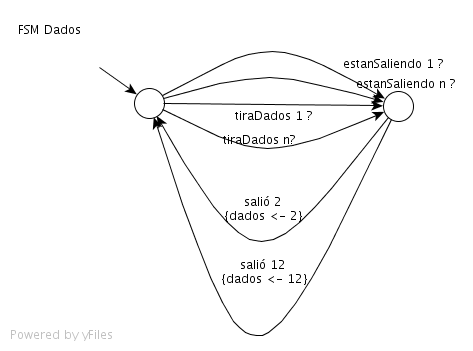 FSM Dados
estanSaliendo 1 ?
estanSaliendo n ?
tiraDados 1 ?
tiraDados n?
salió 2
{dados <- 2}
salió 12
{dados <- 12}
Powered by yFiles